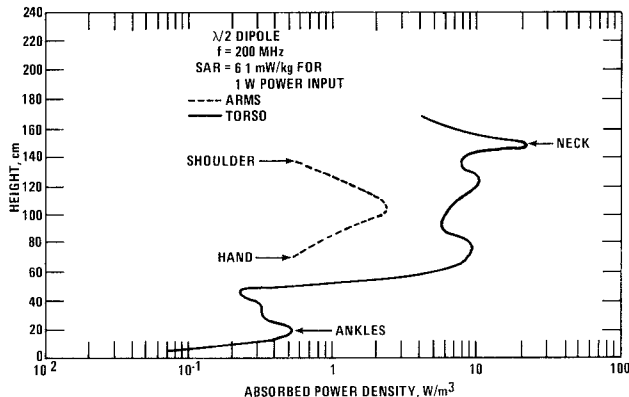 240
220
200
180
160
140
120
100
80
60
40
20
0
HEIGHT, cm
λ/2 DIPOLE
f = 200 MHz
SAR = 6 1 mW/kg FOR
1 W POWER INPUT
ARMS
TORSO
SHOULDER
HAND
NECK
ANKLES
10-2
10-1
1
10
100
ABSORBED POWER DENSITY, W/m3